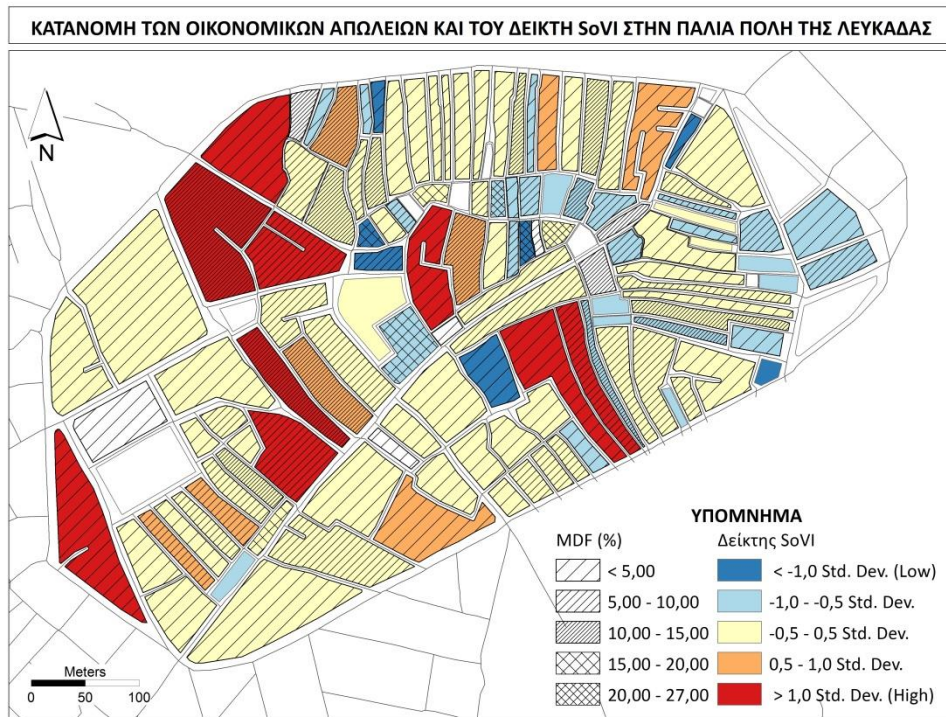 ΚΑΤΑΝΟΜΗ ΤΩΝ ΟΙΚΟΝΟΜΙΚΩΝ ΑΠΩΛΕΙΩΝ ΚΑΙ ΤΟΥ ΔΕΙΚΤΗ SoVI ΣΤΗΝ ΠΑΛΙΑ ΠΟΛΗ ΤΗΣ ΛΕΥΚΑΔΑΣ
N
ΥΠΟΜΝΗΜΑ
MDF (%) Δείκτης SoVI
< 5,00 < -1,0 Std. Dev. (Low)
5,00 - 10,00 -1,0 - -0,5 Std. Dev.
10,00 - 15,00 -0,5 - 0,5 Std. Dev.
15,00 - 20,00 0,5 - 1,0 Std. Dev.
20,00 - 27,00 > 1,0 Std. Dev. (High)
Meters
0 50 100